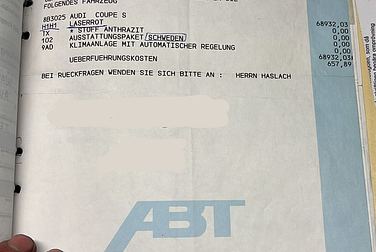 FOLGENDES FAHRZEUG
8B3025 AUDI COUPE S 68932,03
H1H1 LASERROT 0,00
TX * STOFF ANTHRAZIT 0,00
1O2 AUSSTATTUNGSPAKET/SCHWEDEN 0,00
9AD KLIMAANLAGE MIT AUTOMATISCHER REGELUNG 0,00
68932,03
UEBERFUEHRUNGSKOSTEN 657,89
BEI RUECKFRAGEN WENDEN SIE SICH BITTE AN : HERRN HASLACH
ABT